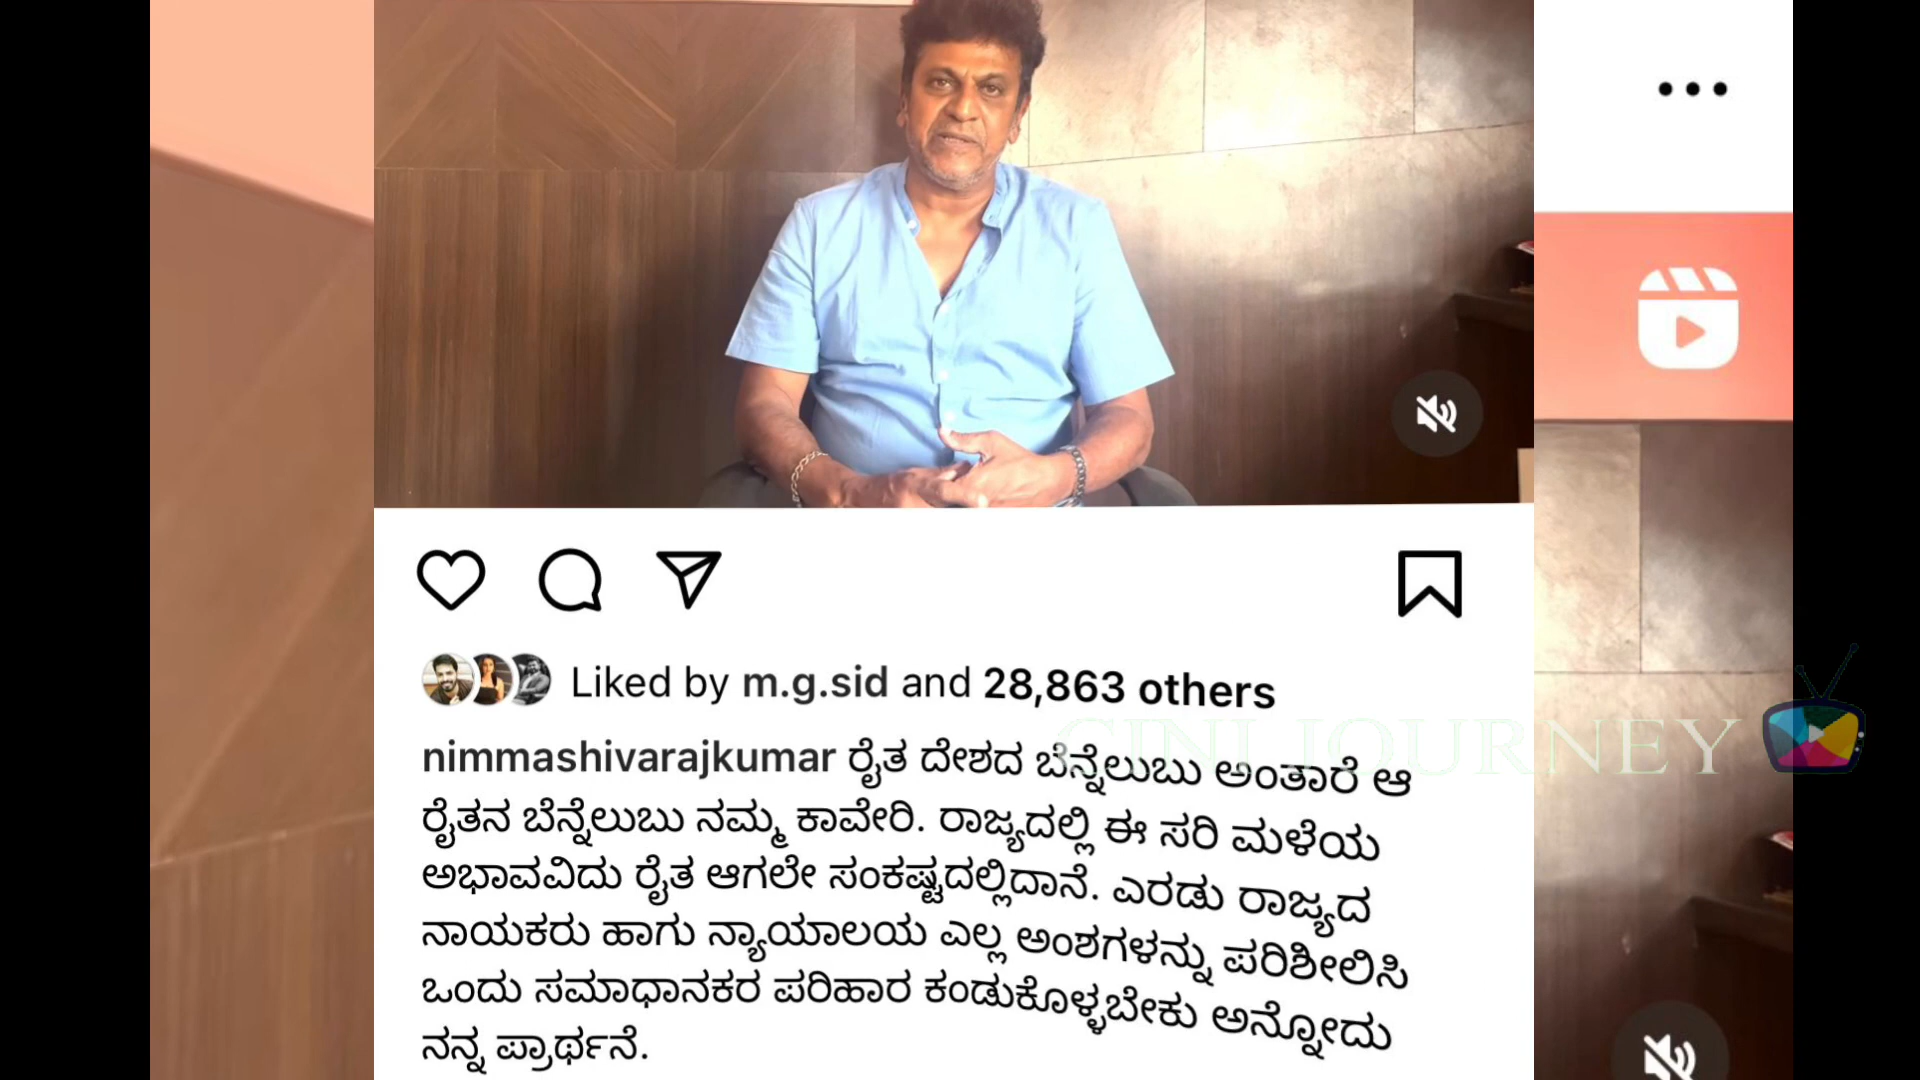 Liked by m.g.sid and 28,863 others
CINI JOURNEY
nimmashivarajkumar ರೈತ ದೇಶದ ಬೆನ್ನೆಲುಬು ಅಂತಾರೆ ಆ
ರೈತನ ಬೆನ್ನೆಲುಬು ನಮ್ಮ ಕಾವೇರಿ. ರಾಜ್ಯದಲ್ಲಿ ಈ ಸರಿ ಮಳೆಯ
ಅಭಾವವಿದು ರೈತ ಆಗಲೇ ಸಂಕಷ್ಟದಲ್ಲಿದಾನೆ. ಎರಡು ರಾಜ್ಯದ
ನಾಯಕರು ಹಾಗು ನ್ಯಾಯಾಲಯ ಎಲ್ಲ ಅಂಶಗಳನ್ನು ಪರಿಶೀಲಿಸಿ
ಒಂದು ಸಮಾಧಾನಕರ ಪರಿಹಾರ ಕಂಡುಕೊಳ್ಳಬೇಕು ಅನ್ನೋದು
ನನ್ನ ಪ್ರಾರ್ಥನೆ.